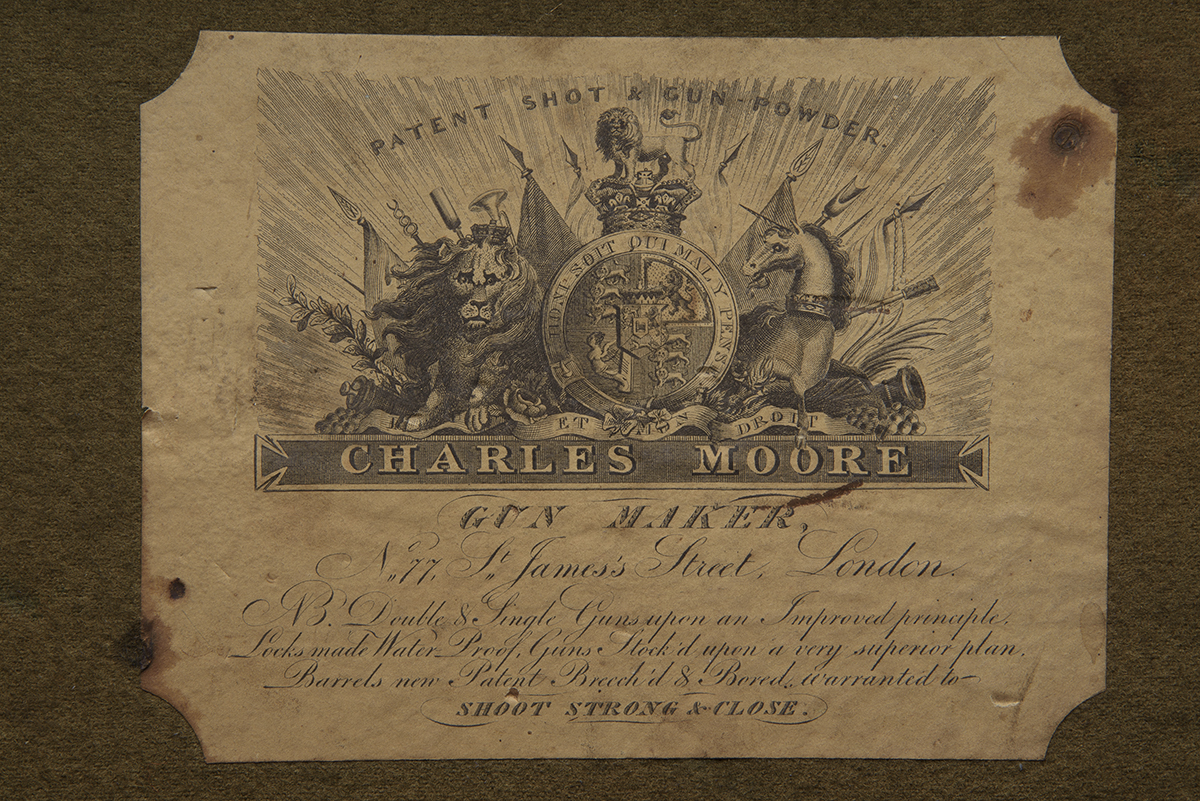 PATENT SHOT & GUN-POWDER.
HONI SOIT QUI MAL Y PENSE
ET MON DROIT
CHARLES MOORE
GUN MAKER,
No. 77, St. James's Street, London.
NB. Double & Single Guns upon an Improved principle.
Locks made Water-Proof, Guns Stock'd upon a very superior plan.
Barrels new Patent Breech'd & Bored, warranted to
SHOOT STRONG & CLOSE.